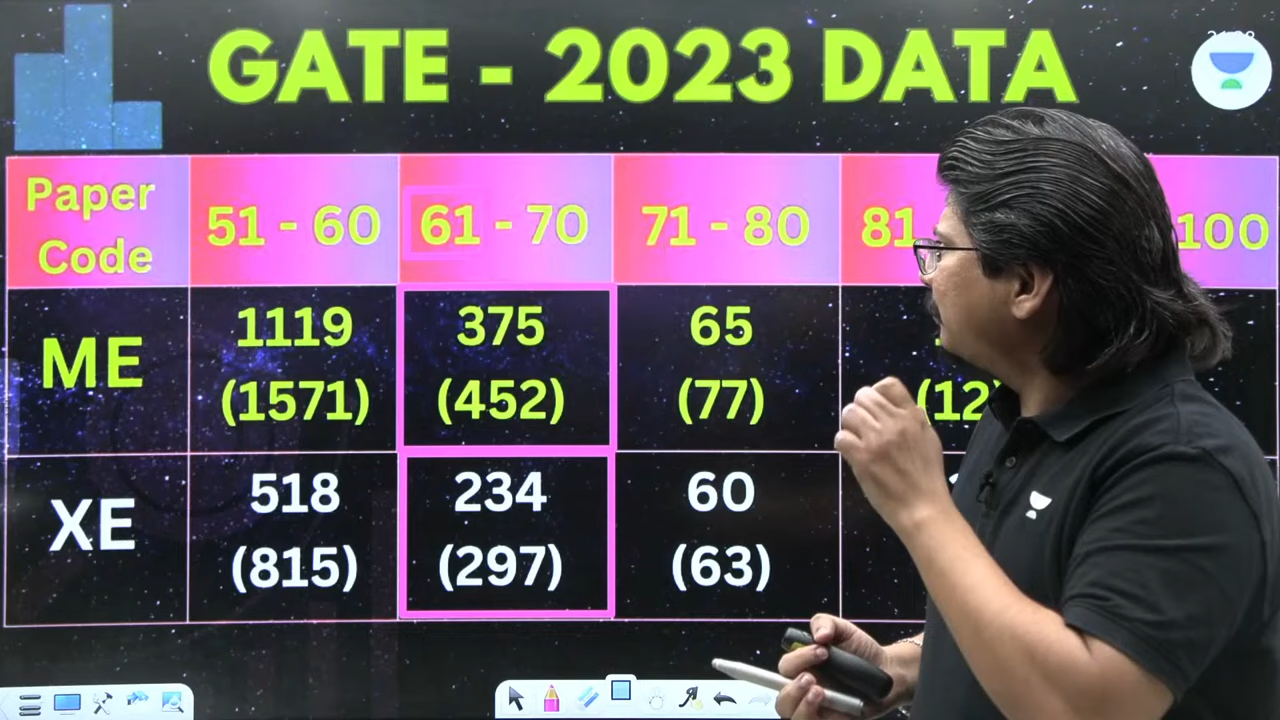 GATE - 2023 DATA
Paper Code
51 - 60
61 - 70
71 - 80
81
100
ME
1119
(1571)
375
(452)
65
(77)
(12
XE
518
(815)
234
(297)
60
(63)